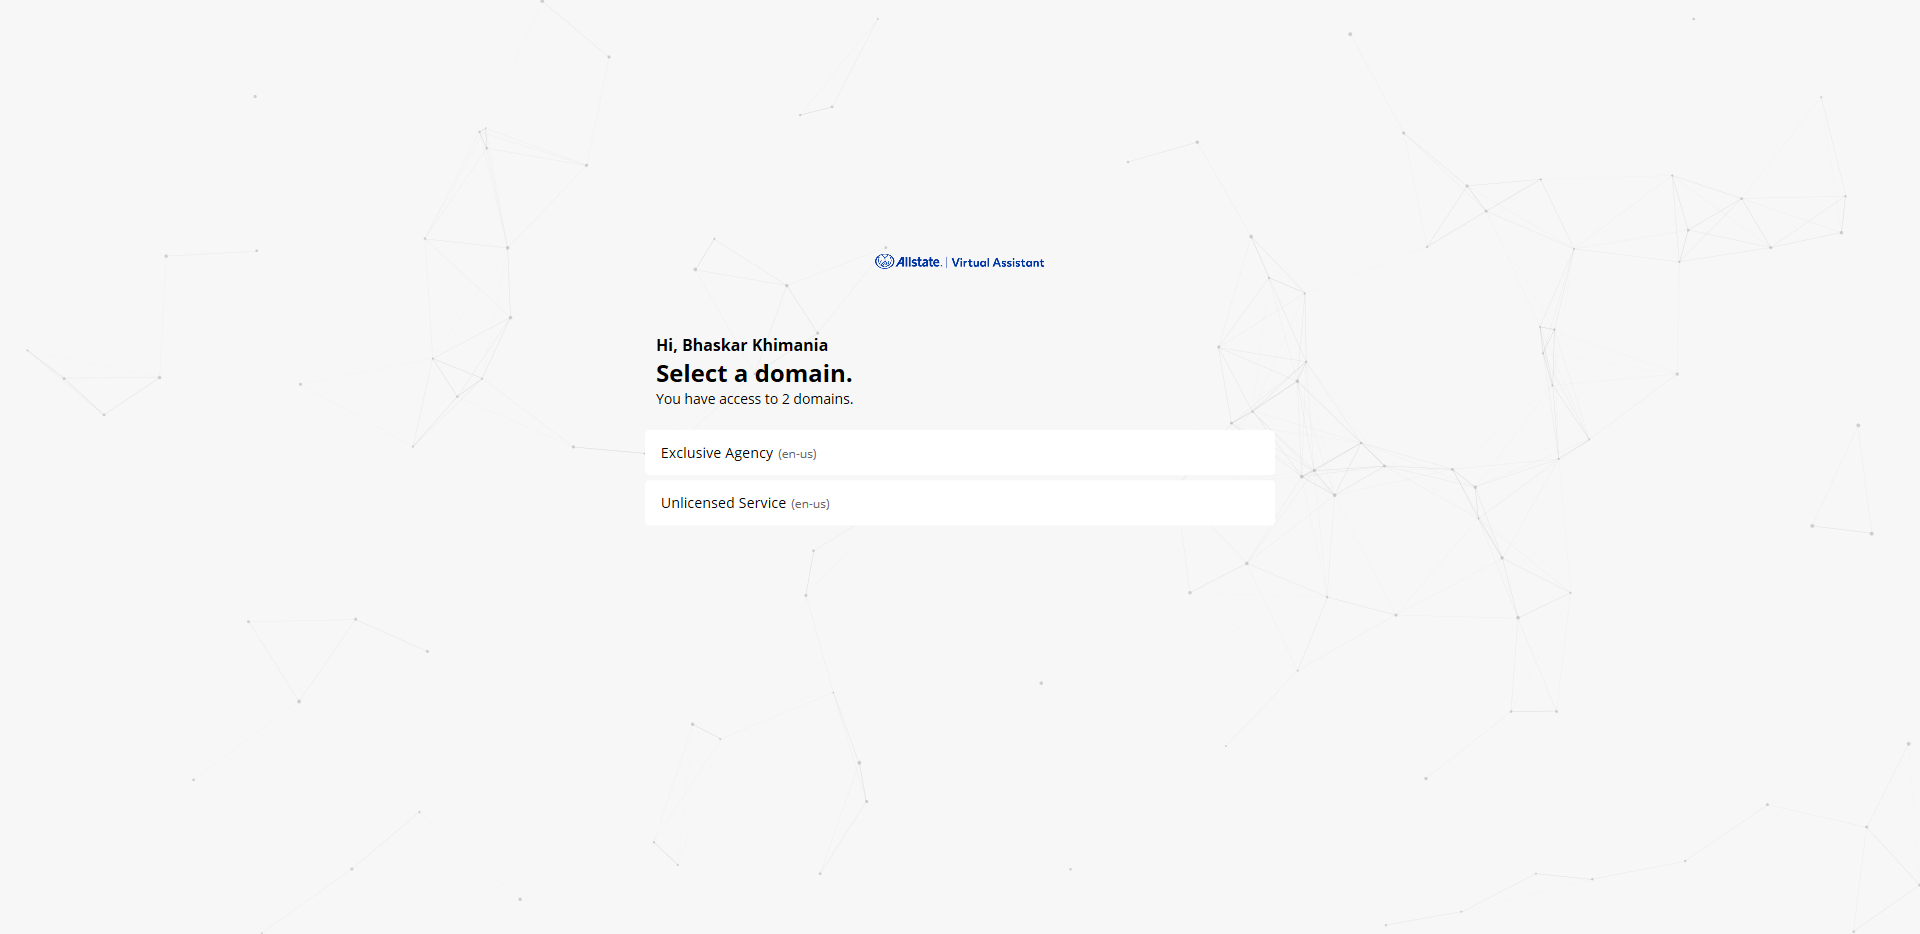 Allstate. | Virtual Assistant
Hi, Bhaskar Khimania
Select a domain.
You have access to 2 domains.
Exclusive Agency (en-us)
Unlicensed Service (en-us)